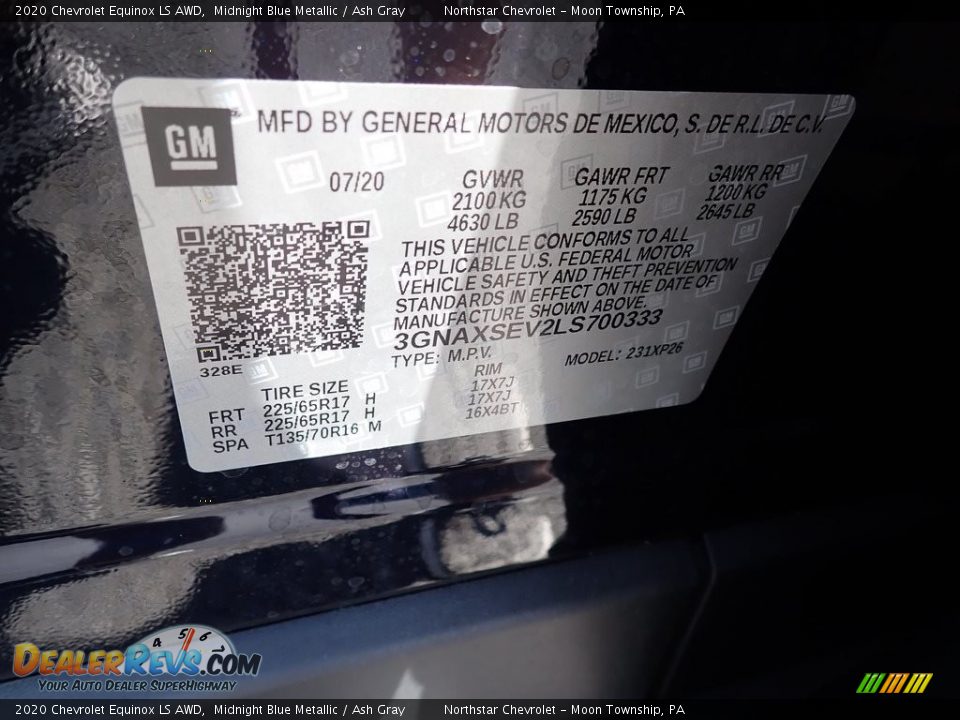 2020 Chevrolet Equinox LS AWD,  Midnight Blue Metallic / Ash Gray    Northstar Chevrolet - Moon Township, PA
GM MFD BY GENERAL MOTORS DE MEXICO, S. DE R.L. DE C.V.
07/20 GVWR GAWR FRT GAWR RR
2100 KG 1175 KG 1200 KG
4630 LB 2590 LB 2645 LB
THIS VEHICLE CONFORMS TO ALL
APPLICABLE U.S. FEDERAL MOTOR
VEHICLE SAFETY AND THEFT PREVENTION
STANDARDS IN EFFECT ON THE DATE OF
MANUFACTURE SHOWN ABOVE.
3GNAXSEV2LS700333
TYPE: M.P.V. MODEL: 231XP26
328E
TIRE SIZE RIM
FRT 225/65R17 H 17X7J
RR 225/65R17 H 17X7J
SPA T135/70R16 M 16X4BT
4 5 6
DealerRevs.com
Your Auto Dealer SuperHighway
2020 Chevrolet Equinox LS AWD,  Midnight Blue Metallic / Ash Gray    Northstar Chevrolet - Moon Township, PA